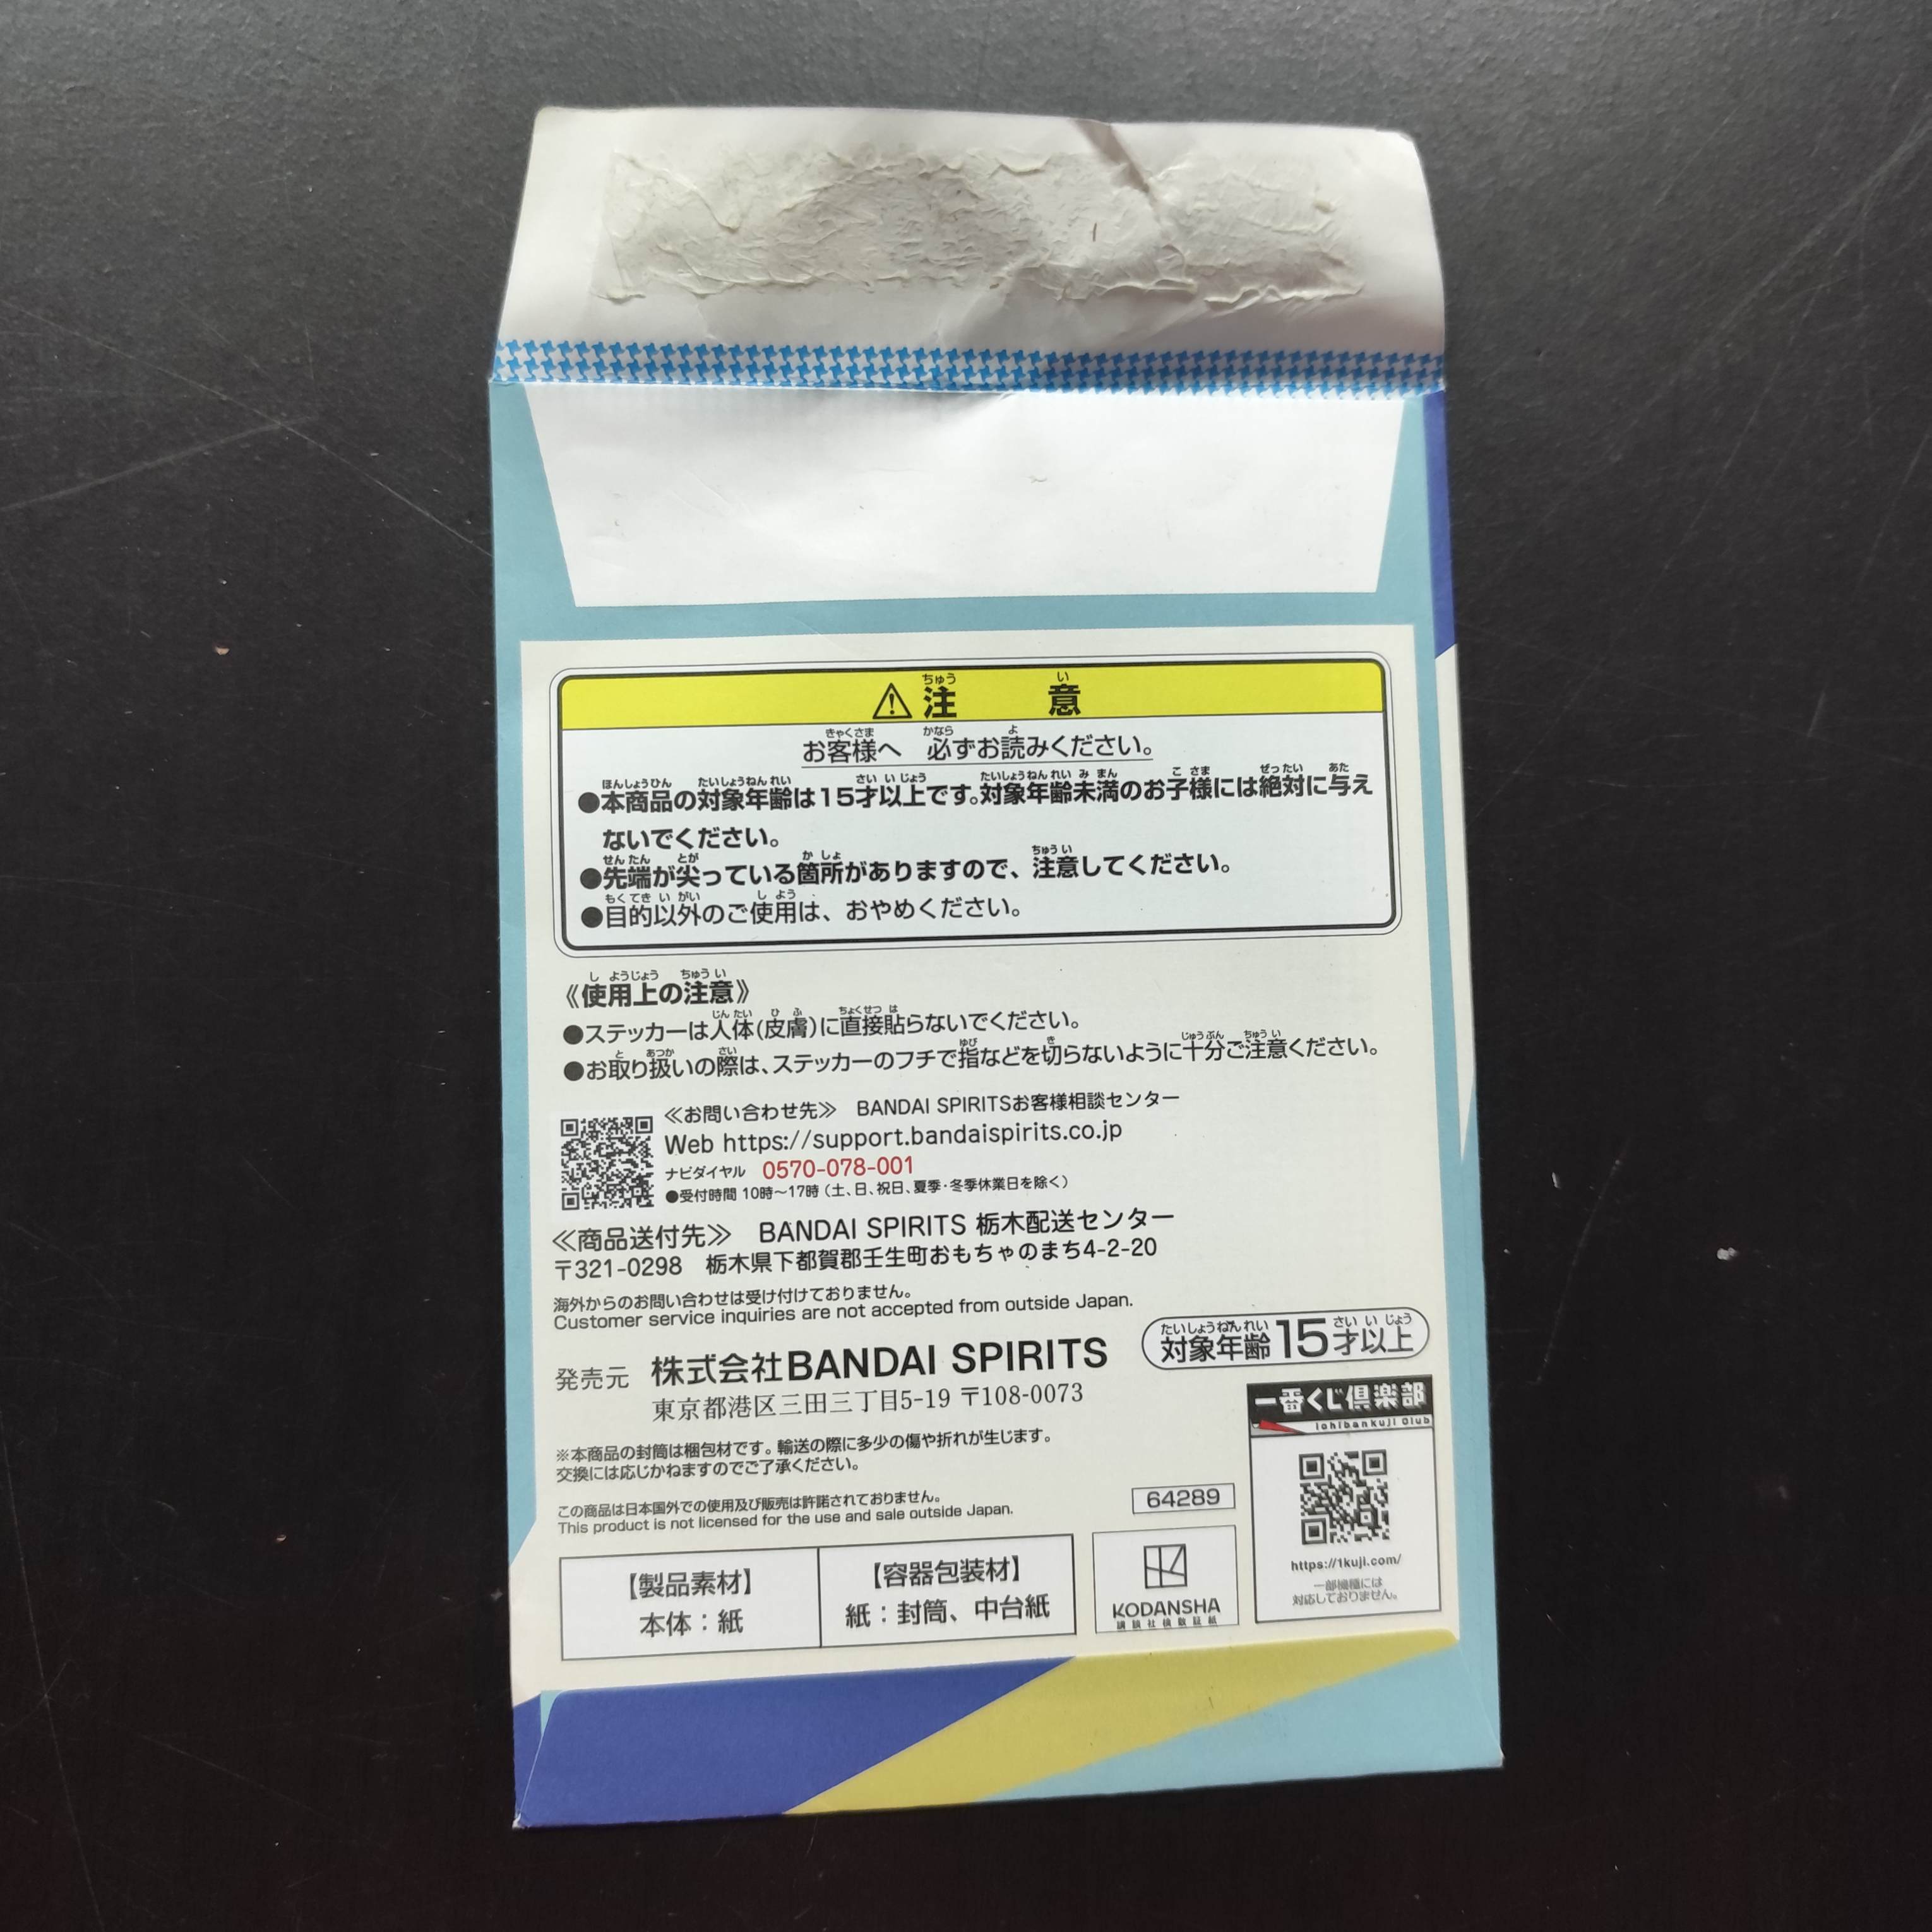 ⚠注意
お客様へ 必ずお読みください。
●本商品の対象年齢は15才以上です。対象年齢未満のお子様には絶対に与え
ないでください。
●先端が尖っている箇所がありますので、注意してください。
●目的以外のご使用は、おやめください。
《使用上の注意》
●ステッカーは人体(皮膚)に直接貼らないでください。
●お取り扱いの際は、ステッカーのフチで指などを切らないように十分ご注意ください。
≪お問い合わせ先≫ BANDAI SPIRITSお客様相談センター
Web https://support.bandaispirits.co.jp
ナビダイヤル 0570-078-001
●受付時間 10時~17時(土、日、祝日、夏季・冬季休業日を除く)
≪商品送付先≫ BANDAI SPIRITS 栃木配送センター
〒321-0298 栃木県下都賀郡壬生町おもちゃのまち4-2-20
海外からのお問い合わせは受け付けておりません。
Customer service inquiries are not accepted from outside Japan.
対象年齢15才以上
発売元 株式会社BANDAI SPIRITS
東京都港区三田三丁目5-19 〒108-0073
※本商品の封筒は梱包材です。輸送の際に多少の傷や折れが生じます。
交換には応じかねますのでご了承ください。
この商品は日本国外での使用及び販売は許諾されておりません。
This product is not licensed for the use and sale outside Japan.
64289
【製品素材】
本体:紙
【容器包装材】
紙:封筒、中台紙
KODANSHA
講談社検数証紙
一番くじ倶楽部
Ichibankuji Club
https://1kuji.com/
一部機種には
対応しておりません。